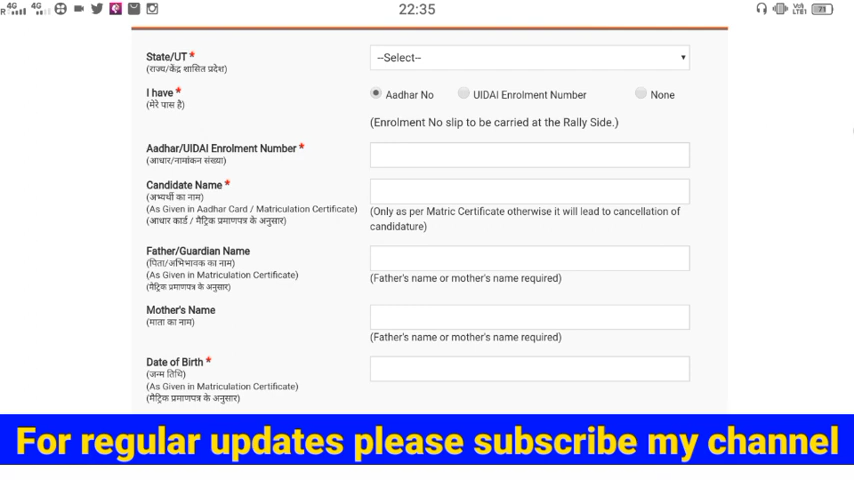 R 4G 4G 22:35 Vo) LTE1 71
State/UT * --Select--
(राज्य/केंद्र शासित प्रदेश)
I have * Aadhar No UIDAI Enrolment Number None
(मेरे पास है)
(Enrolment No slip to be carried at the Rally Side.)
Aadhar/UIDAI Enrolment Number *
(आधार/नामांकन संख्या)
Candidate Name *
(अभ्यर्थी का नाम)
(As Given in Aadhar Card / Matriculation Certificate) (Only as per Matric Certificate otherwise it will lead to cancellation of
(आधार कार्ड / मैट्रिक प्रमाणपत्र के अनुसार) candidature)
Father/Guardian Name
(पिता/अभिभावक का नाम)
(As Given in Matriculation Certificate) (Father's name or mother's name required)
(मैट्रिक प्रमाणपत्र के अनुसार)
Mother's Name
(माता का नाम)
(Father's name or mother's name required)
Date of Birth *
(जन्म तिथि)
(As Given in Matriculation Certificate)
(मैट्रिक प्रमाणपत्र के अनुसार)
For regular updates please subscribe my channel